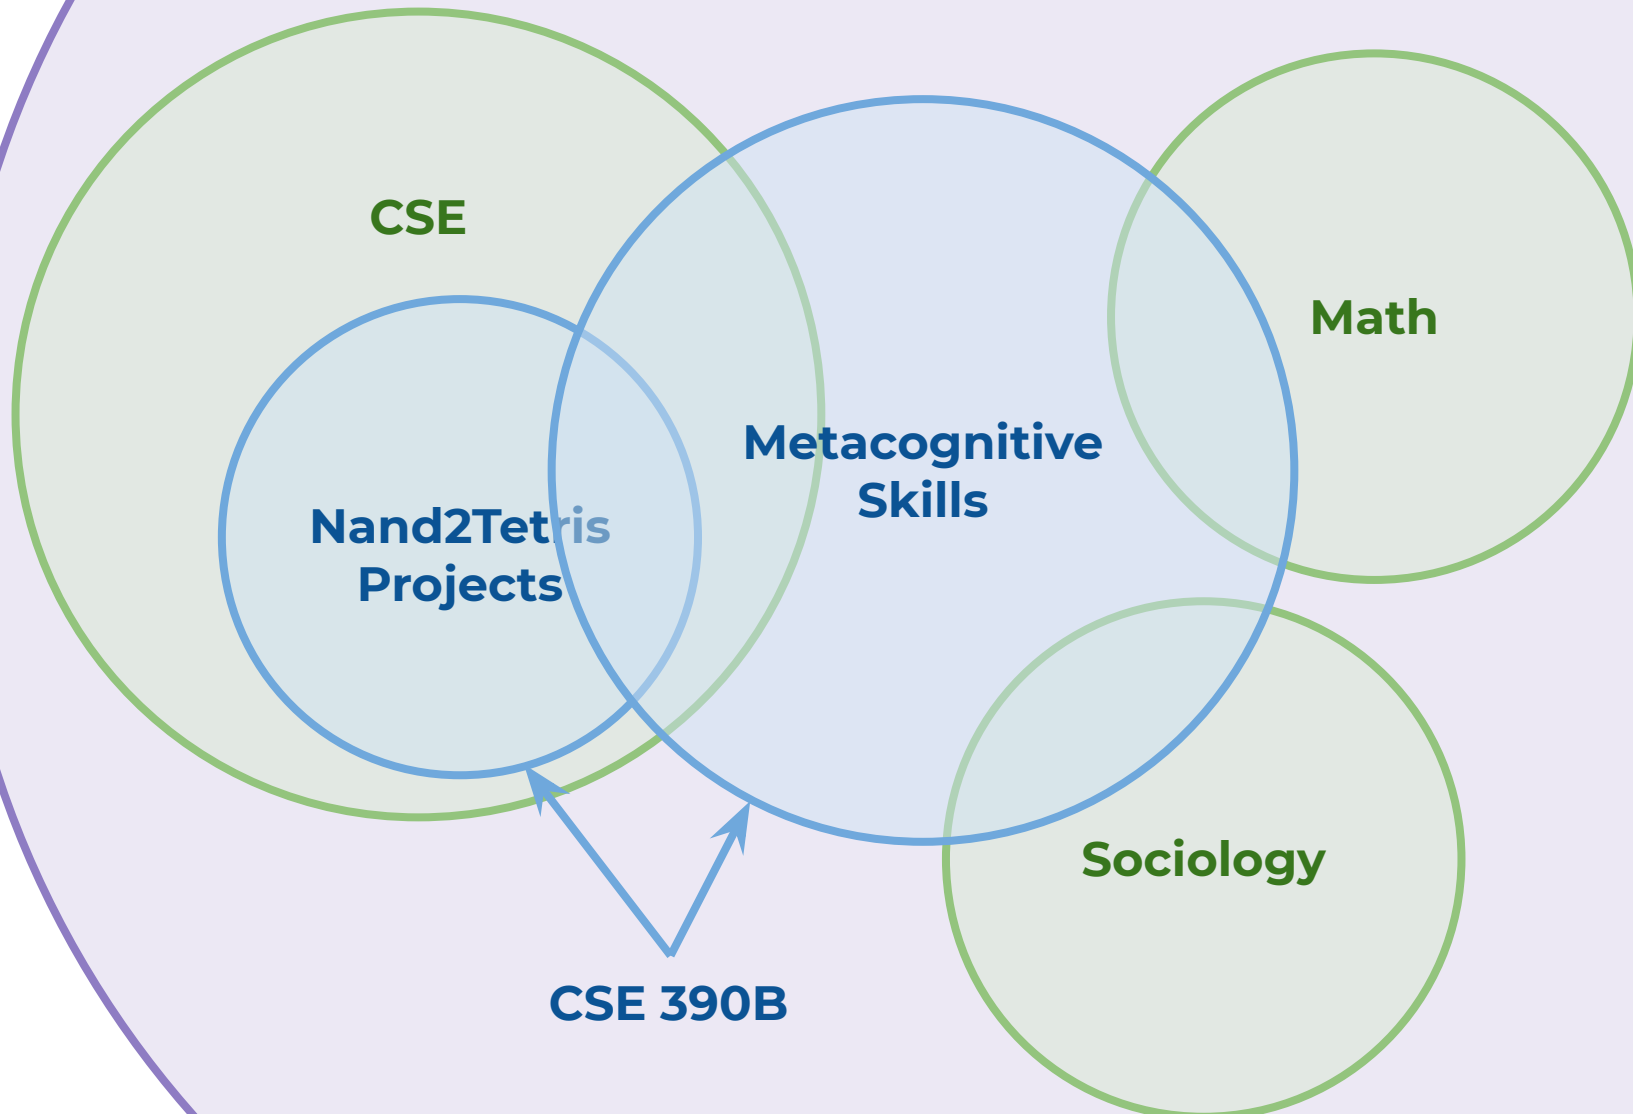 CSE
Math
Metacognitive
Skills
Nand2Tetris
Projects
Sociology
CSE 390B